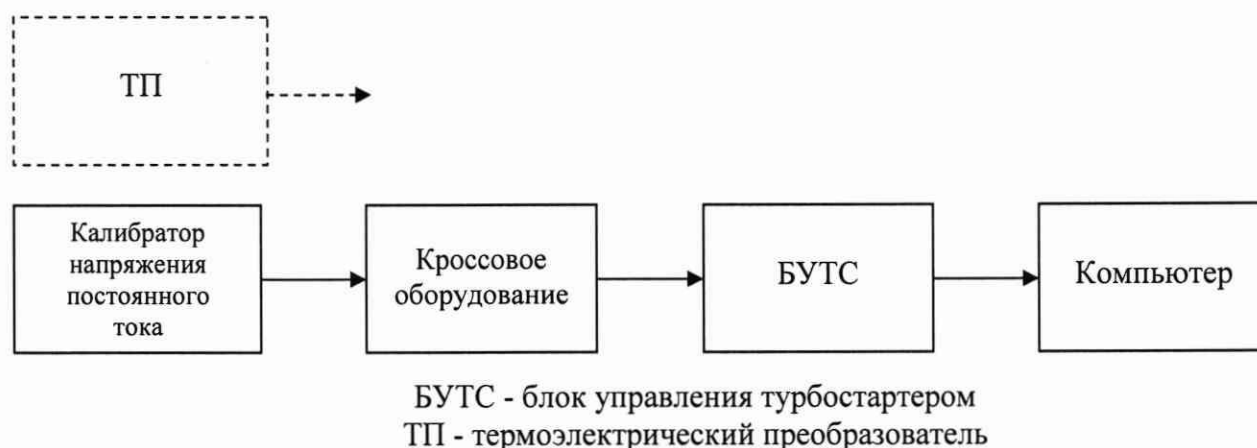 ТП
Калибратор
напряжения
постоянного
тока
Кроссовое
оборудование
БУТС
Компьютер
БУТС - блок управления турбостартером
ТП - термоэлектрический преобразователь